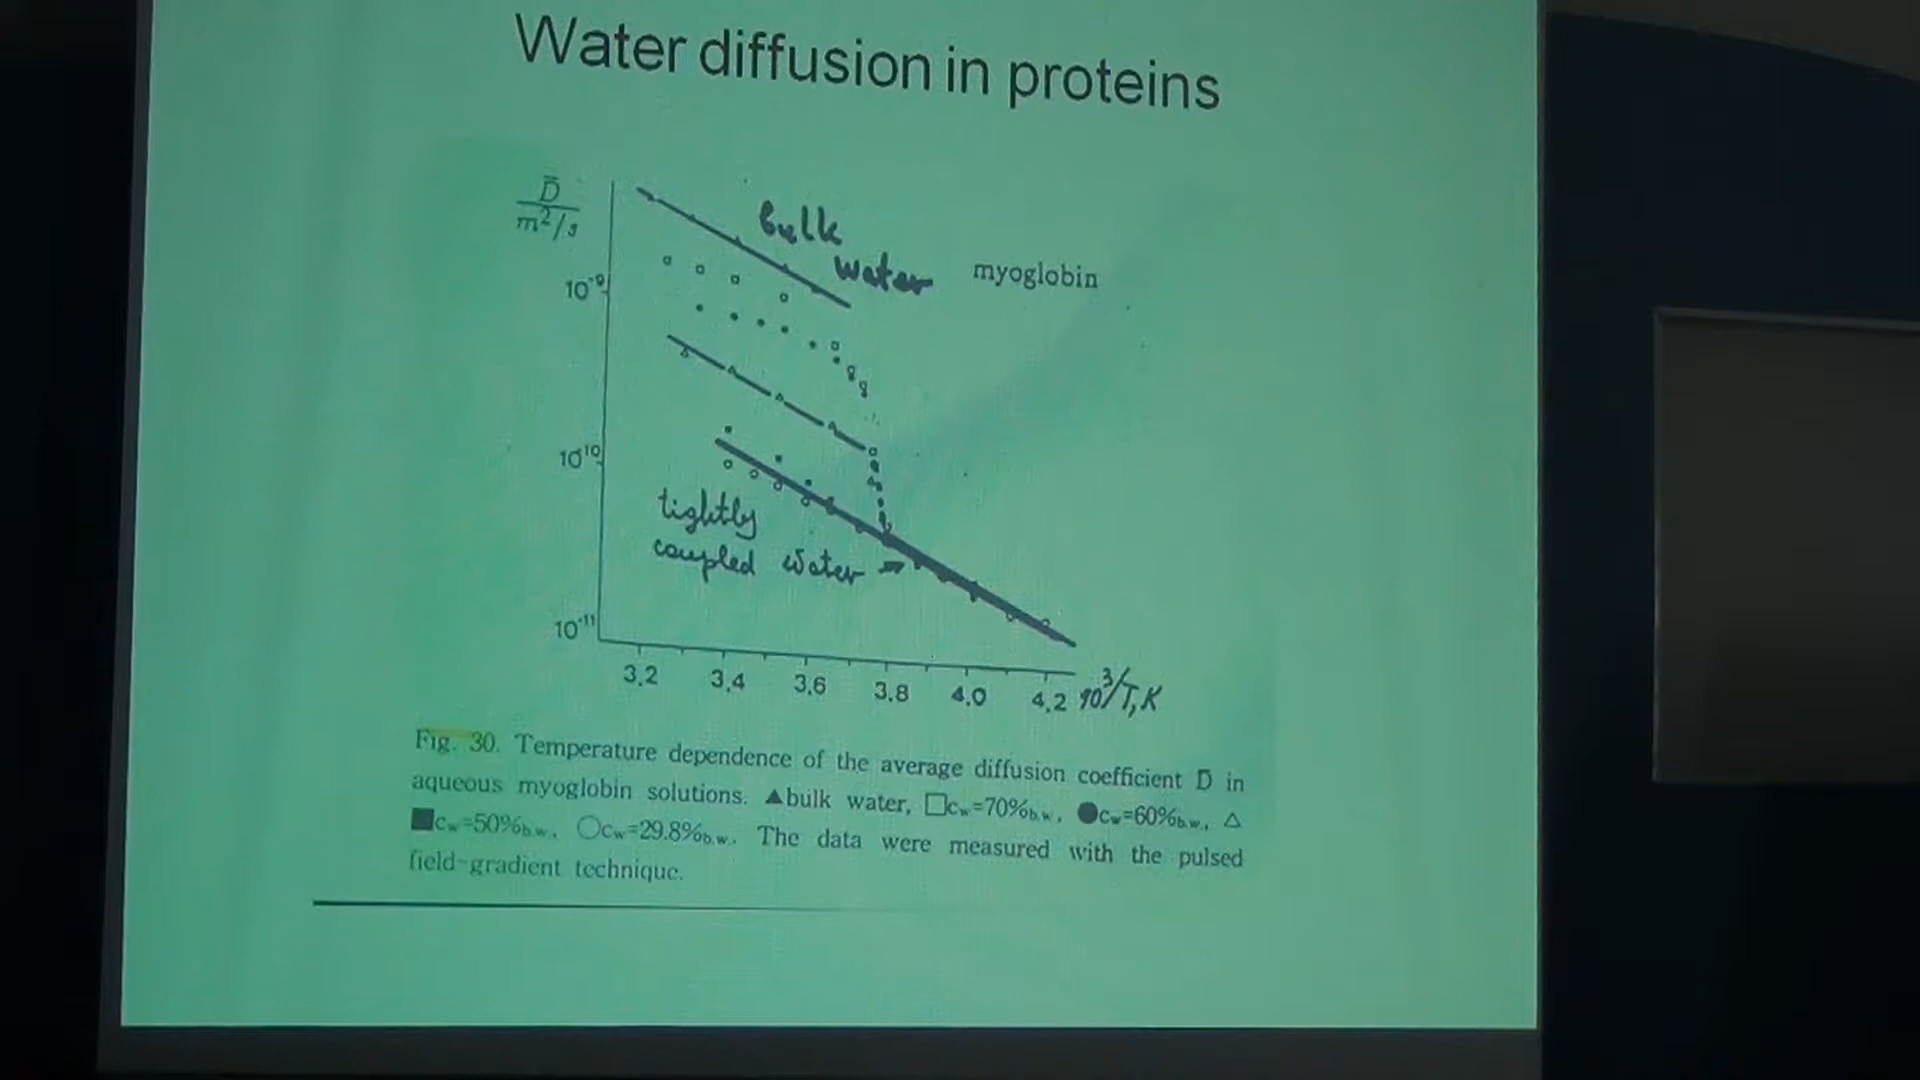 Water diffusion in proteins
D̄
m²/s
bulk
water
myoglobin
10⁻⁹
10¹⁰
tightly
coupled water
10⁻¹¹
3.2 3.4 3.6 3.8 4.0 4.2 10³/T, K
Fig. 30. Temperature dependence of the average diffusion coefficient D̄ in
aqueous myoglobin solutions. ▲bulk water, □cw=70%b.w., ●cw=60%b.w., △
■cw=50%b.w., ○cw=29.8%b.w. The data were measured with the pulsed
field-gradient technique.